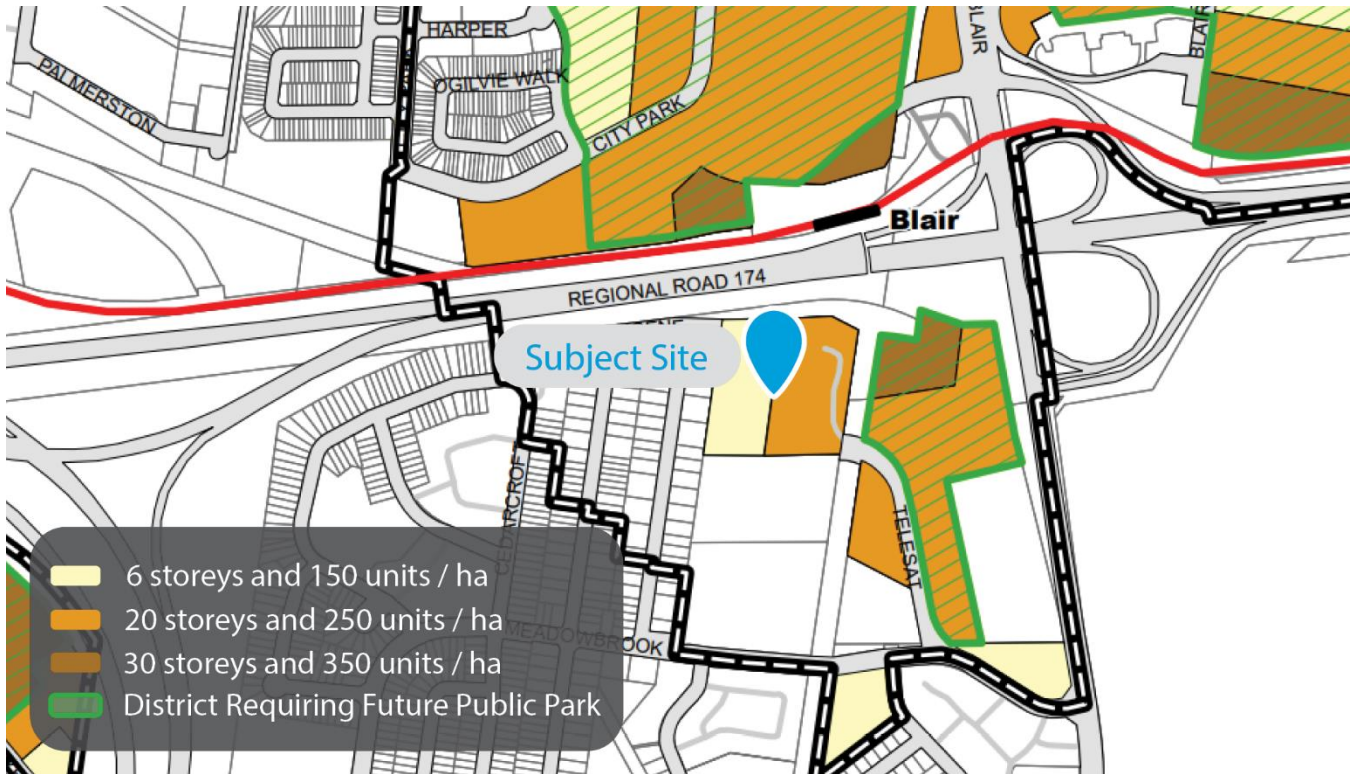 HARPER
BLAIR
BLAIR
PALMERSTON
OGILVIE WALK
CITY PARK
Blair
REGIONAL ROAD 174
Subject Site
CEDARCROFT
TELESAT
MEADOWBROOK
6 storeys and 150 units / ha
20 storeys and 250 units / ha
30 storeys and 350 units / ha
District Requiring Future Public Park